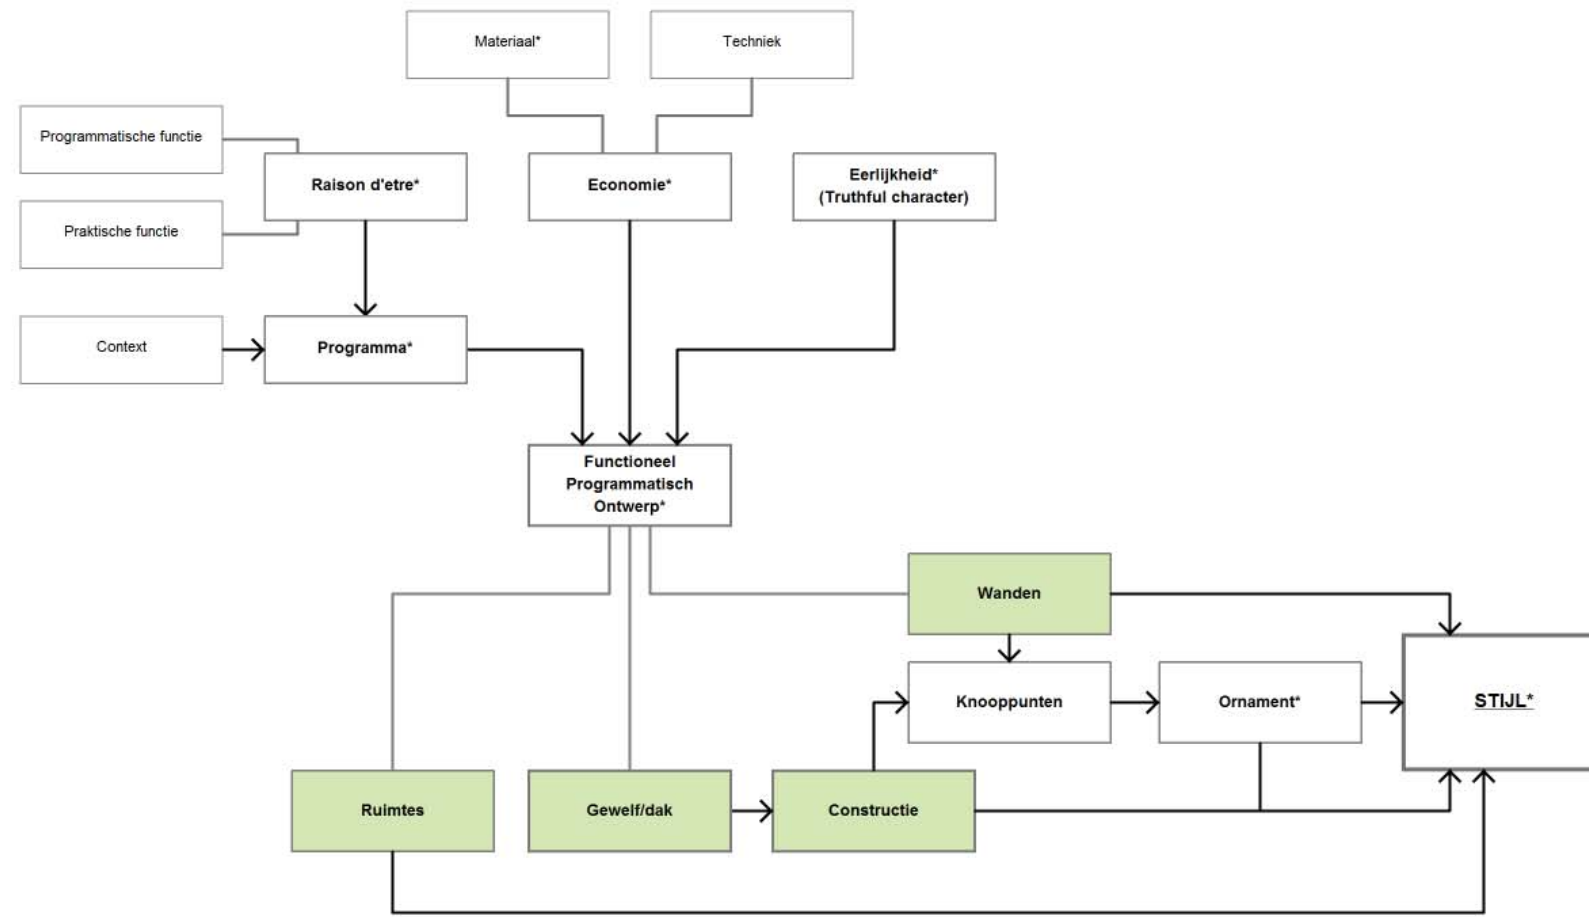 Materiaal*
Techniek
Programmatische functie
Raison d'etre*
Economie*
Eerlijkheid*
(Truthful character)
Praktische functie
Context
Programma*
Functioneel
Programmatisch
Ontwerp*
Wanden
Knooppunten
Ornament*
STIJL*
Ruimtes
Gewelf/dak
Constructie